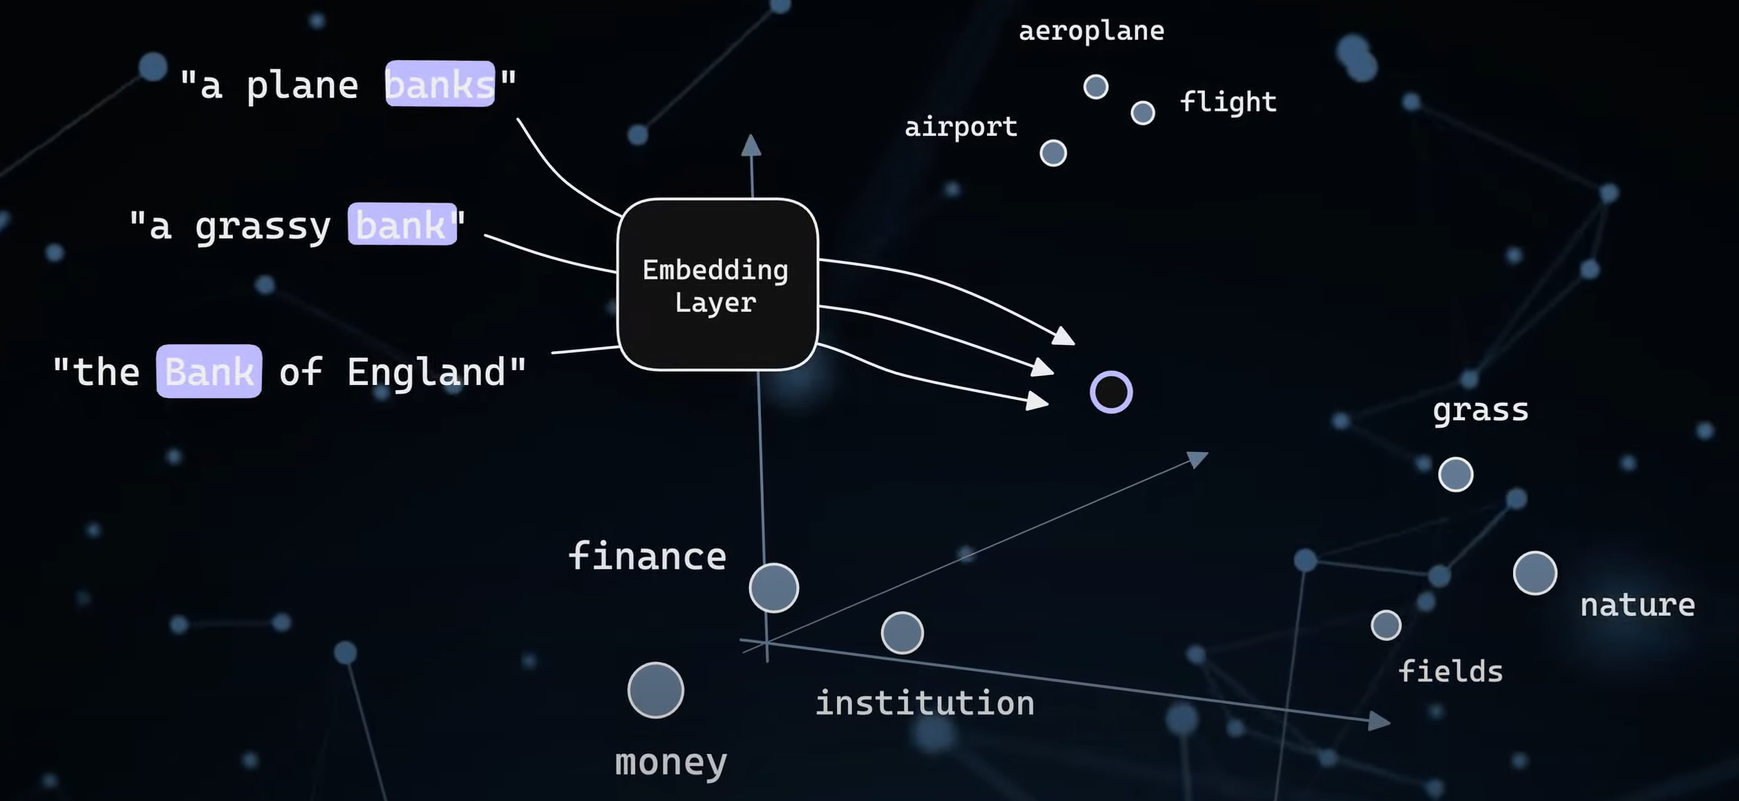 "a plane banks"
"a grassy bank"
"the Bank of England"
Embedding
Layer
aeroplane
flight
airport
grass
nature
fields
finance
institution
money